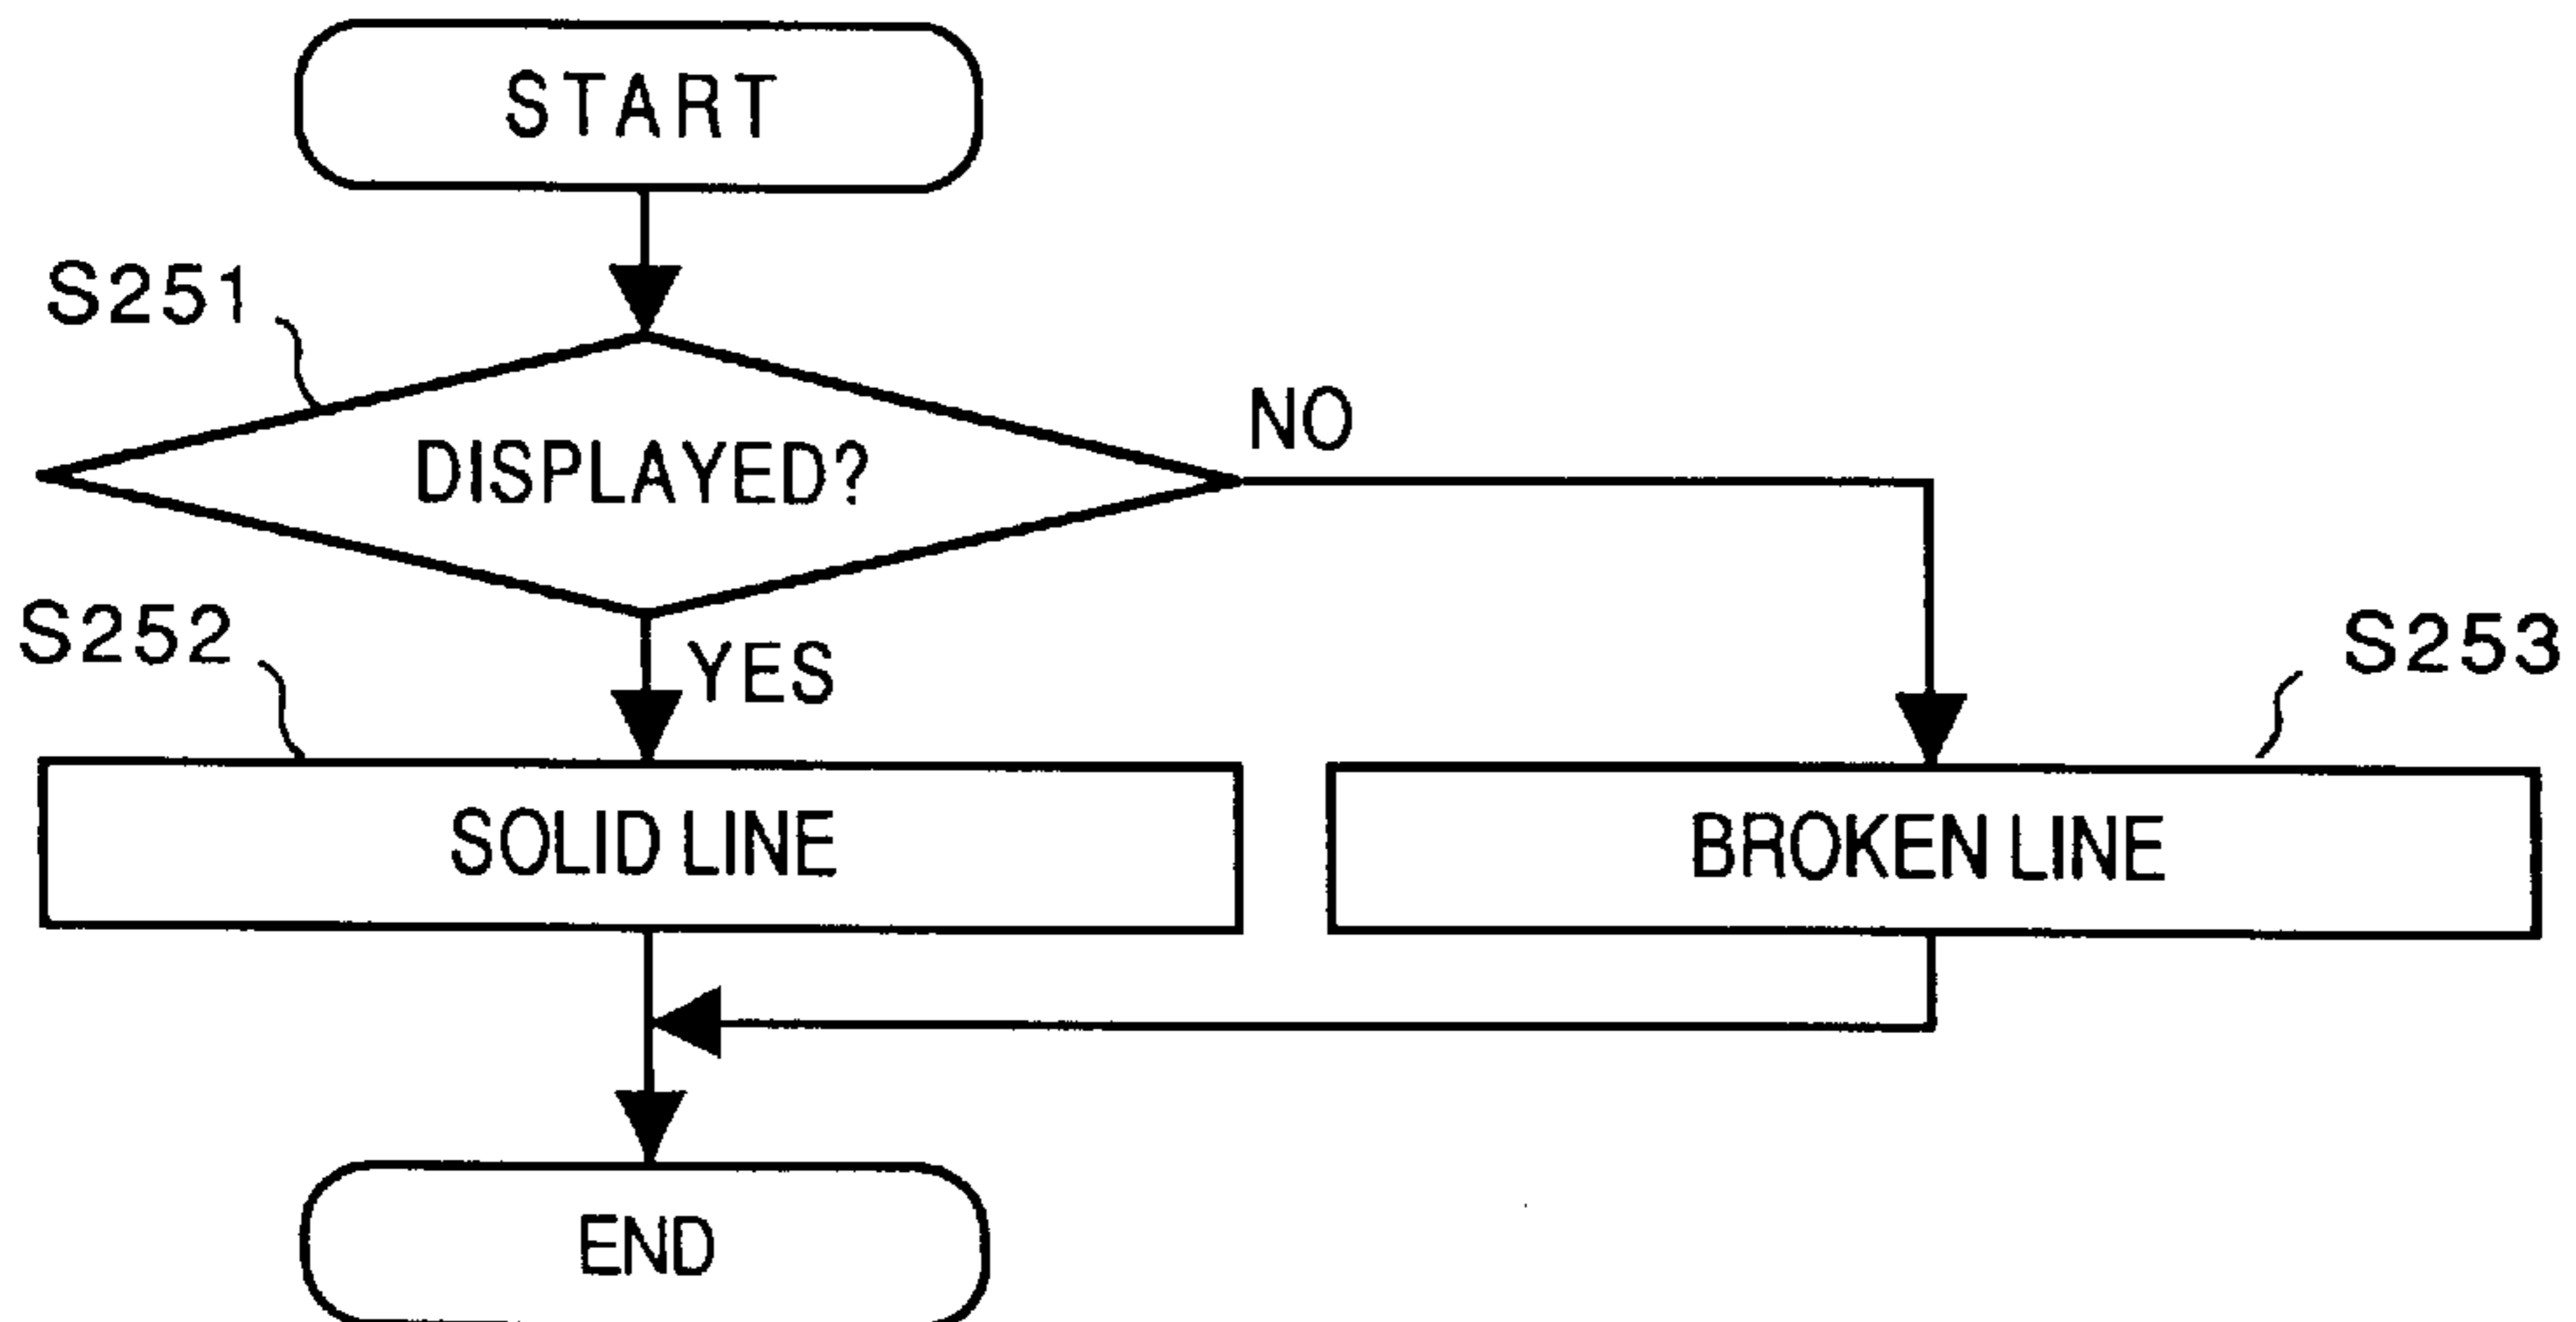 START
S251
DISPLAYED?
NO
S252
YES
S253
SOLID LINE
BROKEN LINE
END